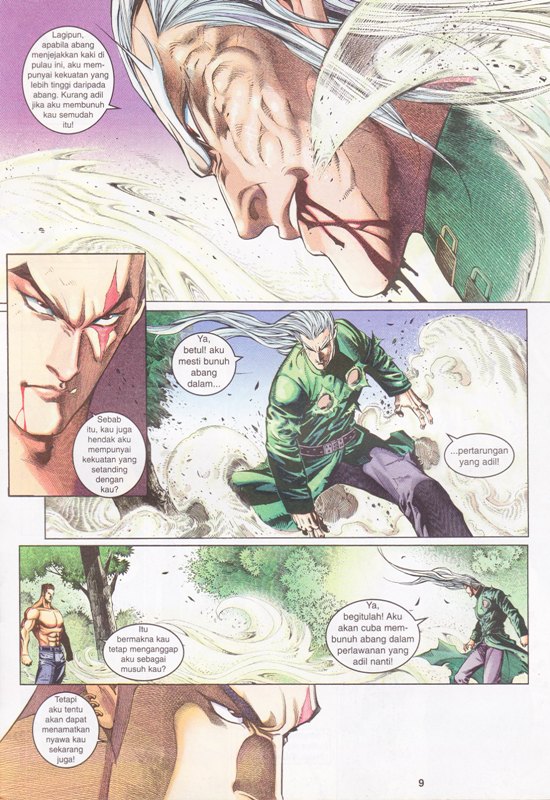 Lagipun,
apabila abang
menjejakkan kaki di
pulau ini, aku mem-
punyai kekuatan yang
lebih tinggi daripada
abang. Kurang adil
jika aku membunuh
kau semudah
itu!
Sebab
itu, kau juga
hendak aku
mempunyai
kekuatan yang
setanding
dengan
kau?
Ya,
betul! aku
mesti bunuh
abang
dalam...
...pertarungan
yang adil!
Itu
bermakna kau
tetap menganggap
aku sebagai
musuh kau?
Ya,
begitulah! Aku
akan cuba mem-
bunuh abang dalam
perlawanan yang
adil nanti!
Tetapi
aku tentu
akan dapat
menamatkan
nyawa kau
sekarang
juga!
9